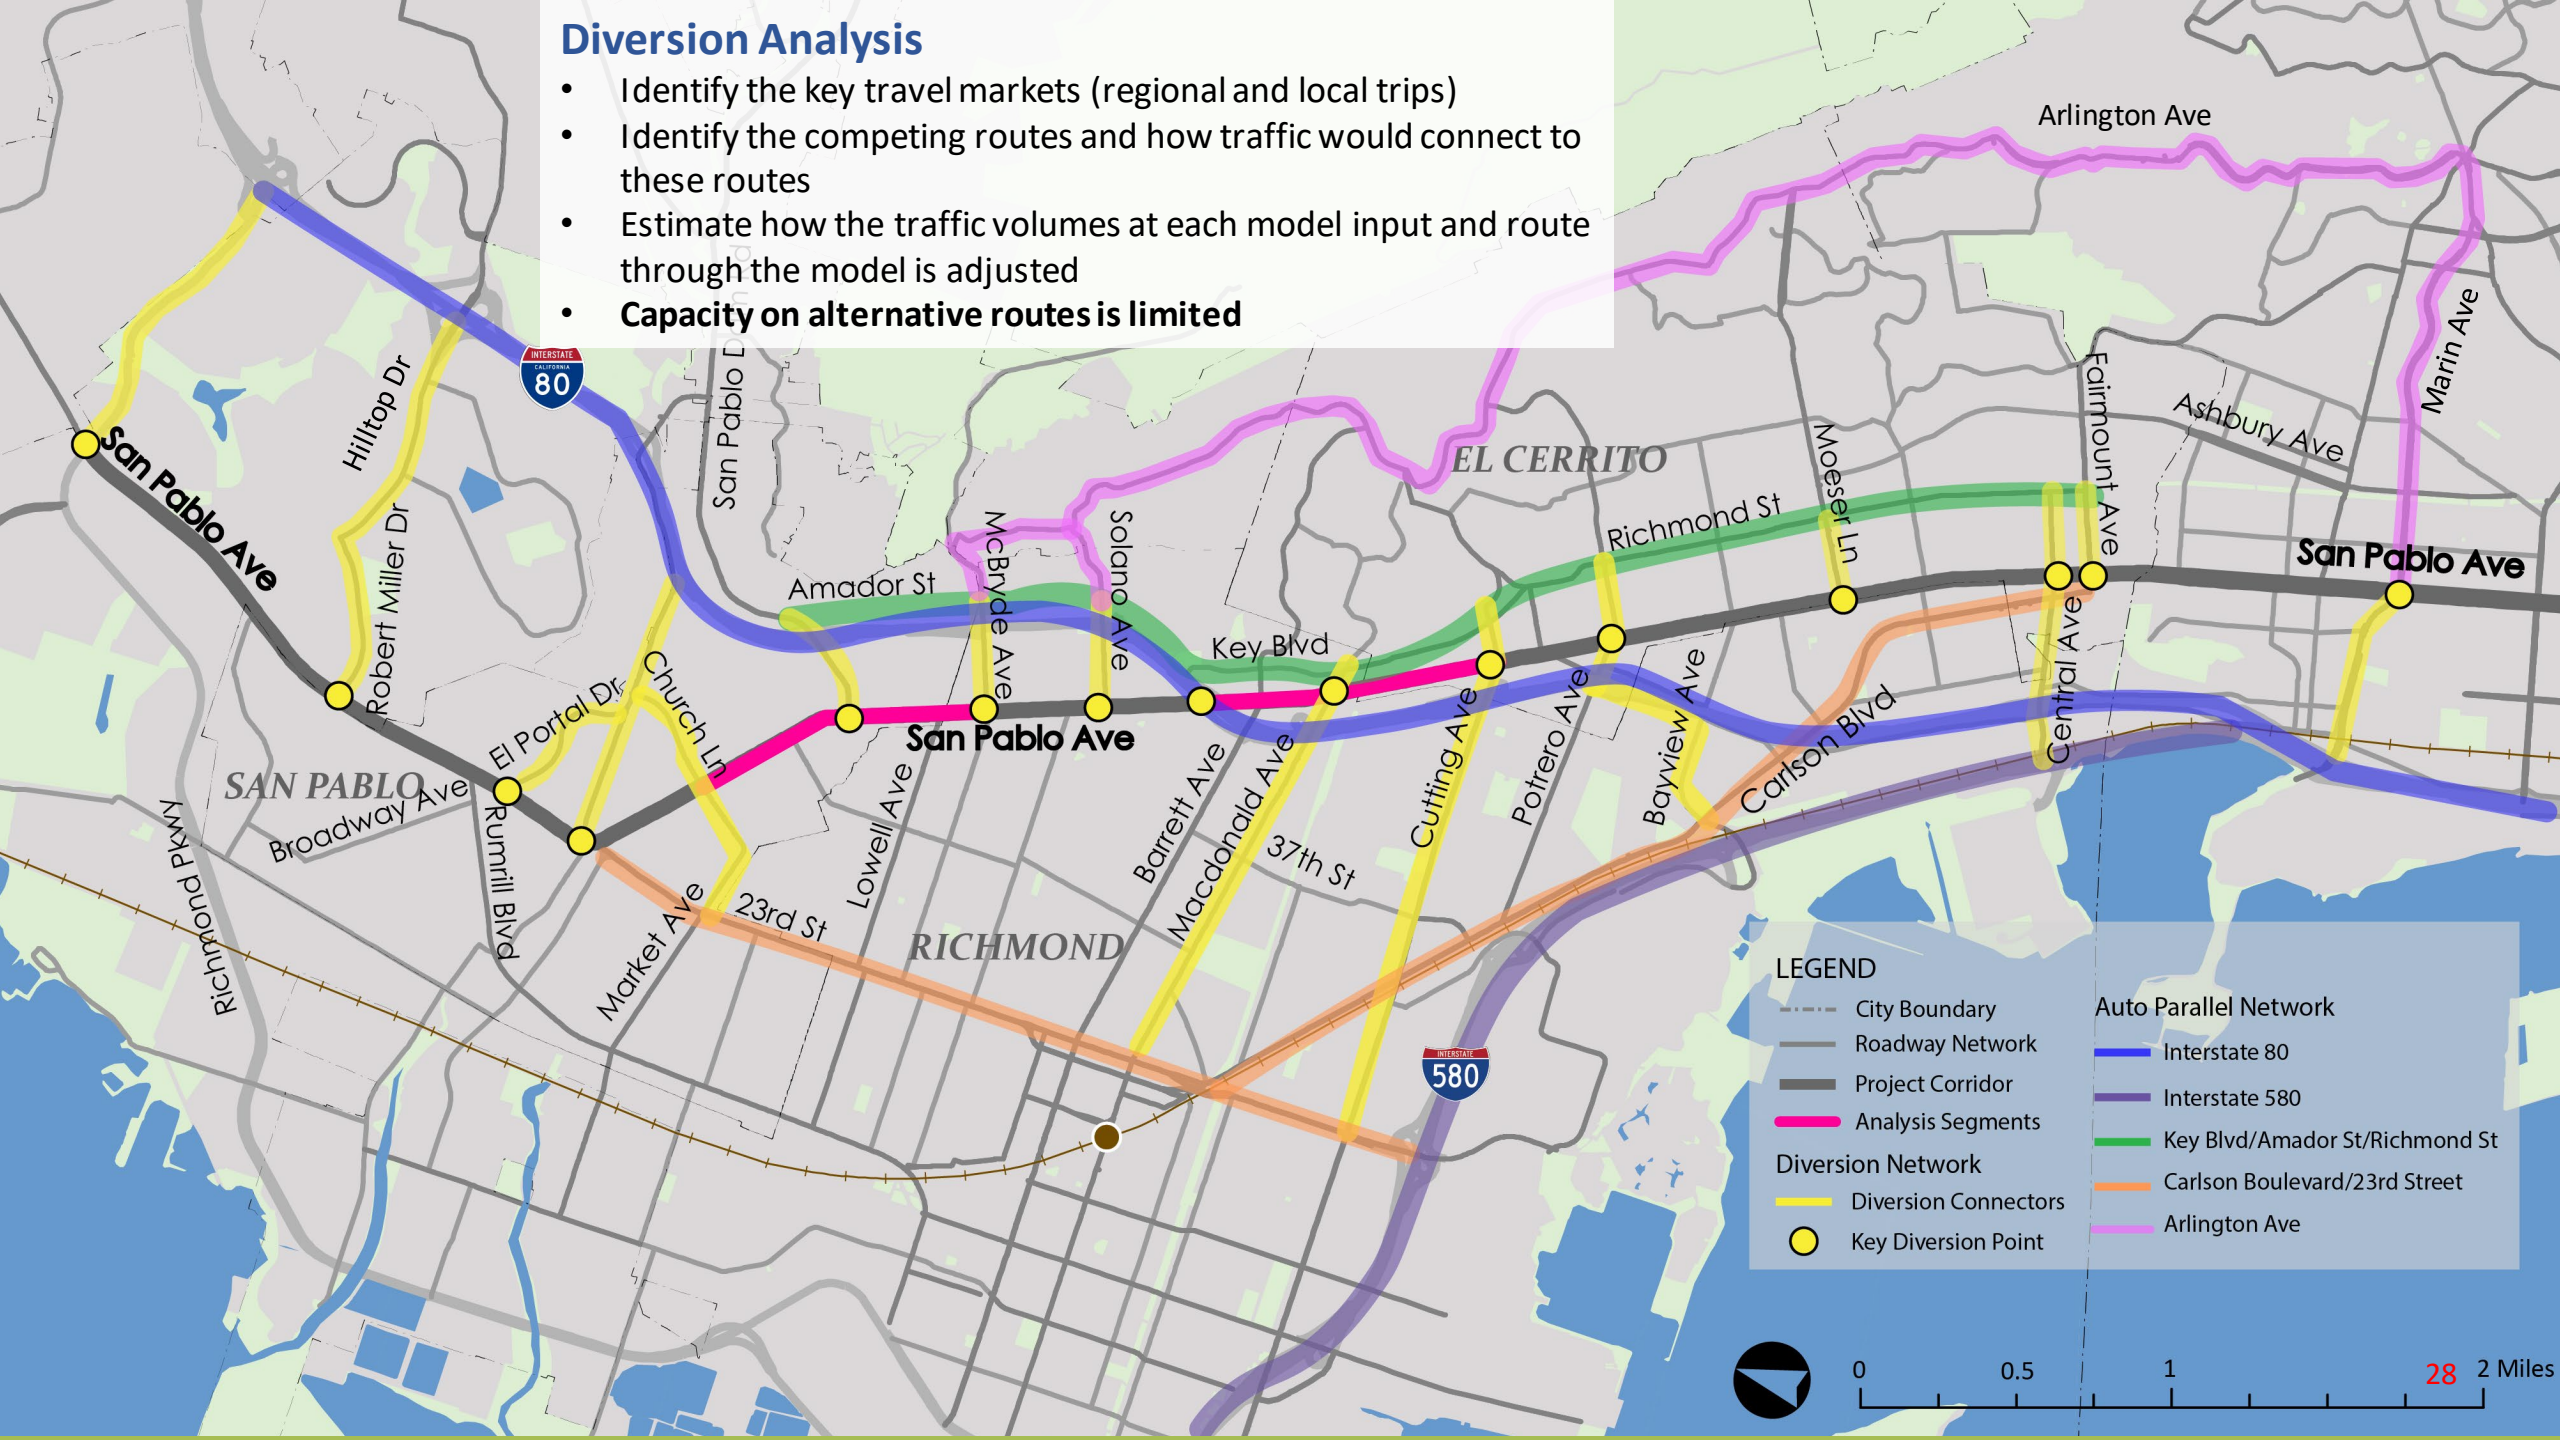 Diversion Analysis
• Identify the key travel markets (regional and local trips)
• Identify the competing routes and how traffic would connect to
these routes
• Estimate how the traffic volumes at each model input and route
through the model is adjusted
• Capacity on alternative routes is limited
Arlington Ave
San Pablo Dam Rd
INTERSTATE
CALIFORNIA
80
Hilltop Dr
Marin Ave
Fairmount Ave
Ashbury Ave
San Pablo Ave
EL CERRITO
Moeser Ln
Richmond St
McBryde Ave
Solano Ave
Robert Miller Dr
Amador St
San Pablo Ave
Key Blvd
Central Ave
Church Ln
El Portal Dr
San Pablo Ave
SAN PABLO
Broadway Ave
Rumrill Blvd
Richmond Pkwy
Lowell Ave
Barrett Ave
Macdonald Ave
37th St
Cutting Ave
Potrero Ave
Bayview Ave
Carlson Blvd
Market Ave
23rd St
RICHMOND
INTERSTATE
580
LEGEND
City Boundary
Roadway Network
Project Corridor
Analysis Segments
Diversion Network
Diversion Connectors
Key Diversion Point
Auto Parallel Network
Interstate 80
Interstate 580
Key Blvd/Amador St/Richmond St
Carlson Boulevard/23rd Street
Arlington Ave
0 0.5 1 2 Miles
28